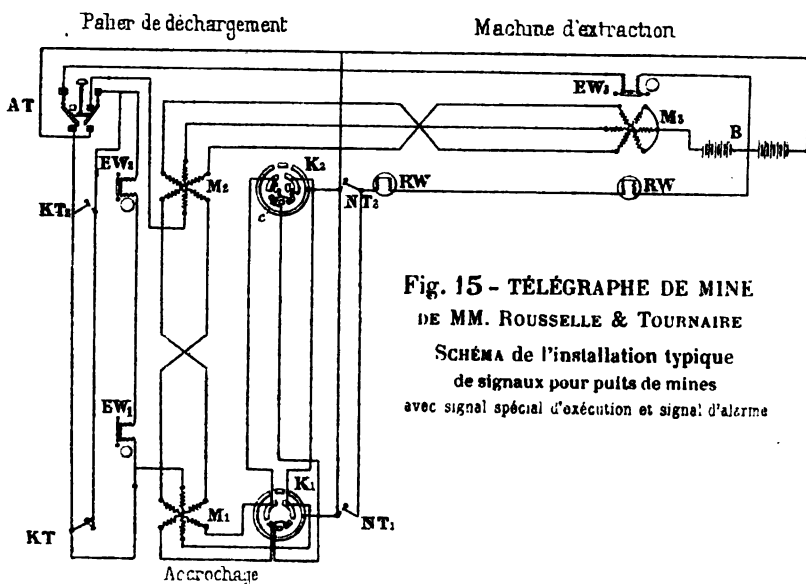 Palier de déchargement
Machine d'extraction
AT
EW₃
M₃
B
K₂
EW₂
M₂
RW
RW
KT₂
NT₂
c'
Fig. 15 - TÉLÉGRAPHE DE MINE
DE MM. ROUSSELLE & TOURNAIRE
SCHÉMA de l'installation typique
de signaux pour puits de mines
avec signal spécial d'exécution et signal d'alarme
EW₁
K₁
M₁
KT
NT₁
Accrochage